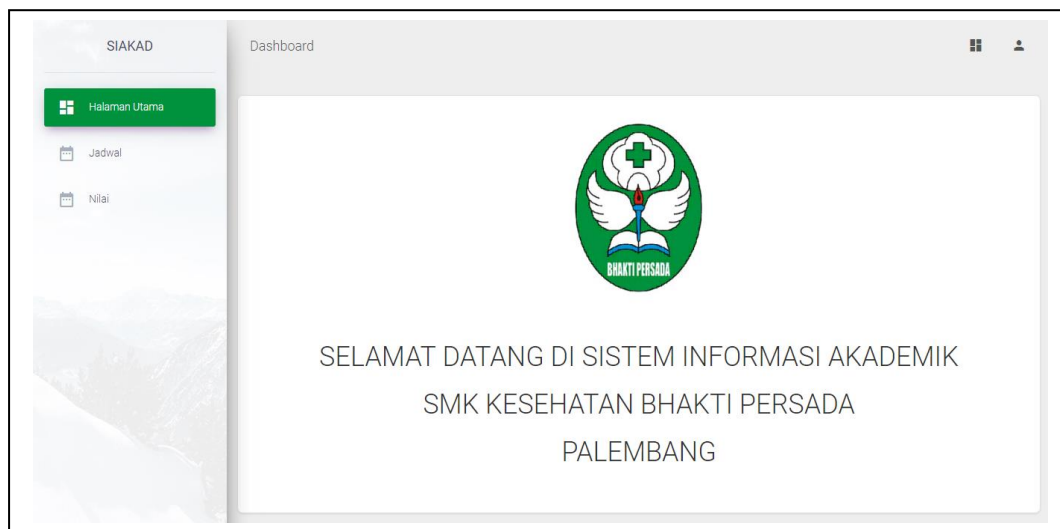 SIAKAD
Dashboard
Halaman Utama
Jadwal
Nilai
BHAKTI PERSADA
SELAMAT DATANG DI SISTEM INFORMASI AKADEMIK
SMK KESEHATAN BHAKTI PERSADA
PALEMBANG